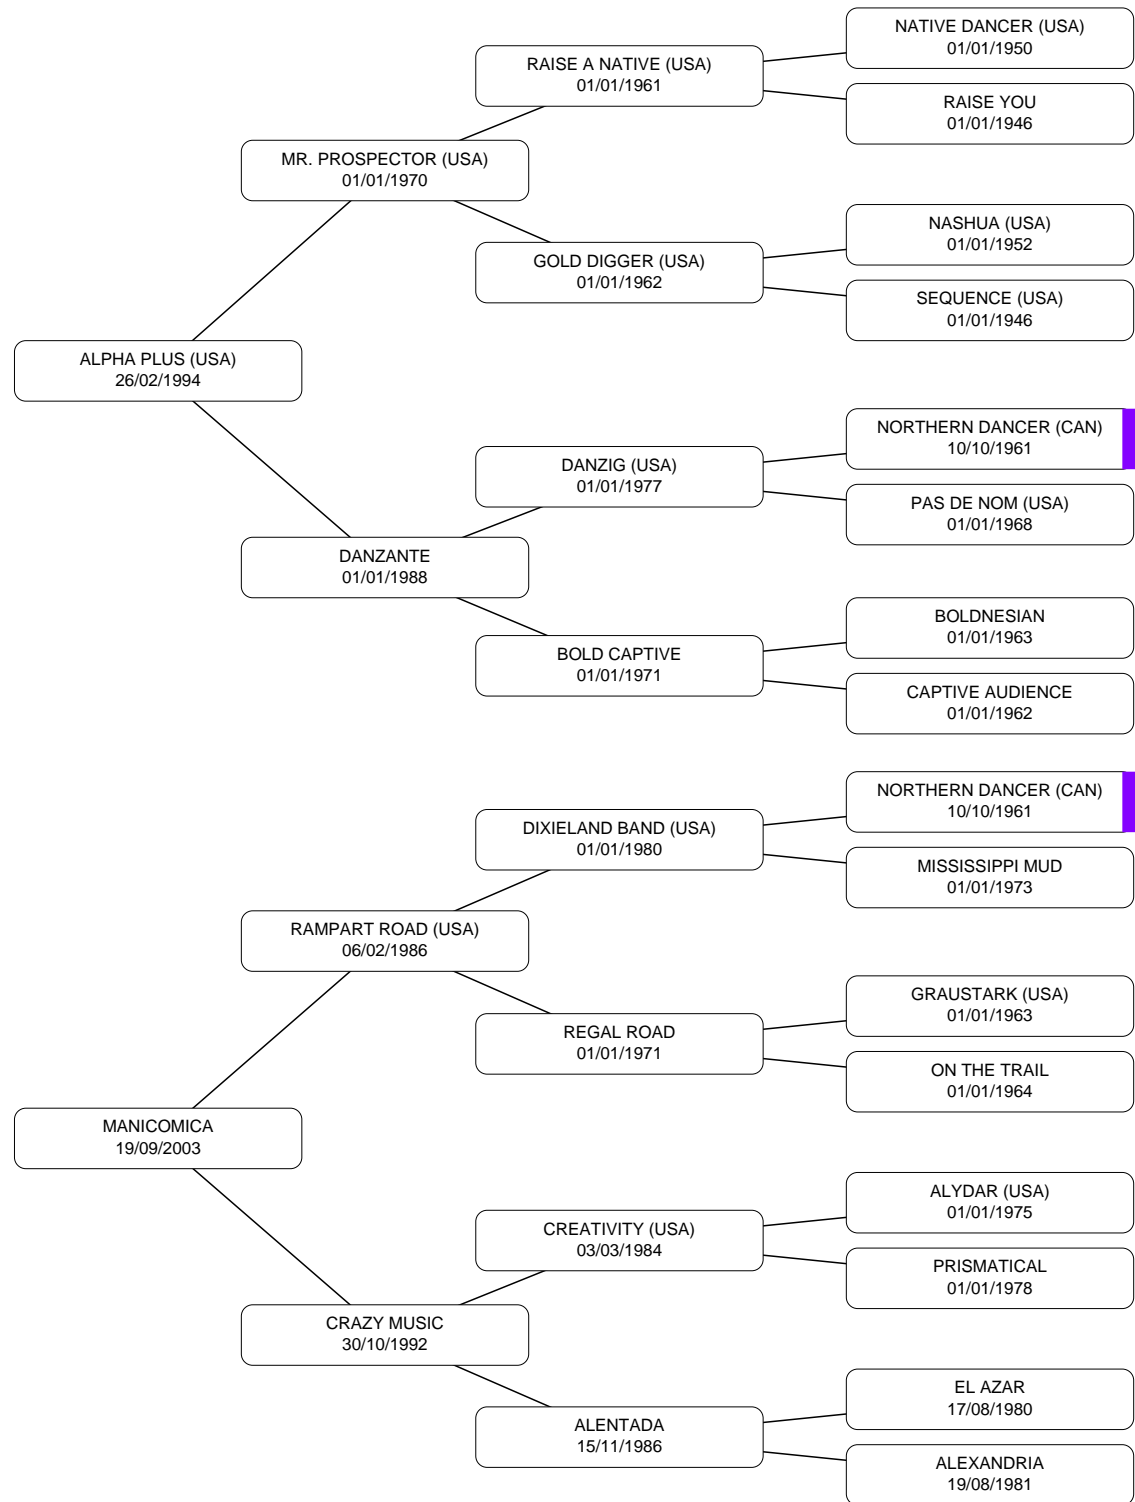 NATIVE DANCER (USA)
01/01/1950
RAISE A NATIVE (USA)
01/01/1961
RAISE YOU
01/01/1946
MR. PROSPECTOR (USA)
01/01/1970
NASHUA (USA)
01/01/1952
GOLD DIGGER (USA)
01/01/1962
SEQUENCE (USA)
01/01/1946
ALPHA PLUS (USA)
26/02/1994
NORTHERN DANCER (CAN)
10/10/1961
DANZIG (USA)
01/01/1977
PAS DE NOM (USA)
01/01/1968
DANZANTE
01/01/1988
BOLDNESIAN
01/01/1963
BOLD CAPTIVE
01/01/1971
CAPTIVE AUDIENCE
01/01/1962
NORTHERN DANCER (CAN)
10/10/1961
DIXIELAND BAND (USA)
01/01/1980
MISSISSIPPI MUD
01/01/1973
RAMPART ROAD (USA)
06/02/1986
GRAUSTARK (USA)
01/01/1963
REGAL ROAD
01/01/1971
ON THE TRAIL
01/01/1964
MANICOMICA
19/09/2003
ALYDAR (USA)
01/01/1975
CREATIVITY (USA)
03/03/1984
PRISMATICAL
01/01/1978
CRAZY MUSIC
30/10/1992
EL AZAR
17/08/1980
ALENTADA
15/11/1986
ALEXANDRIA
19/08/1981